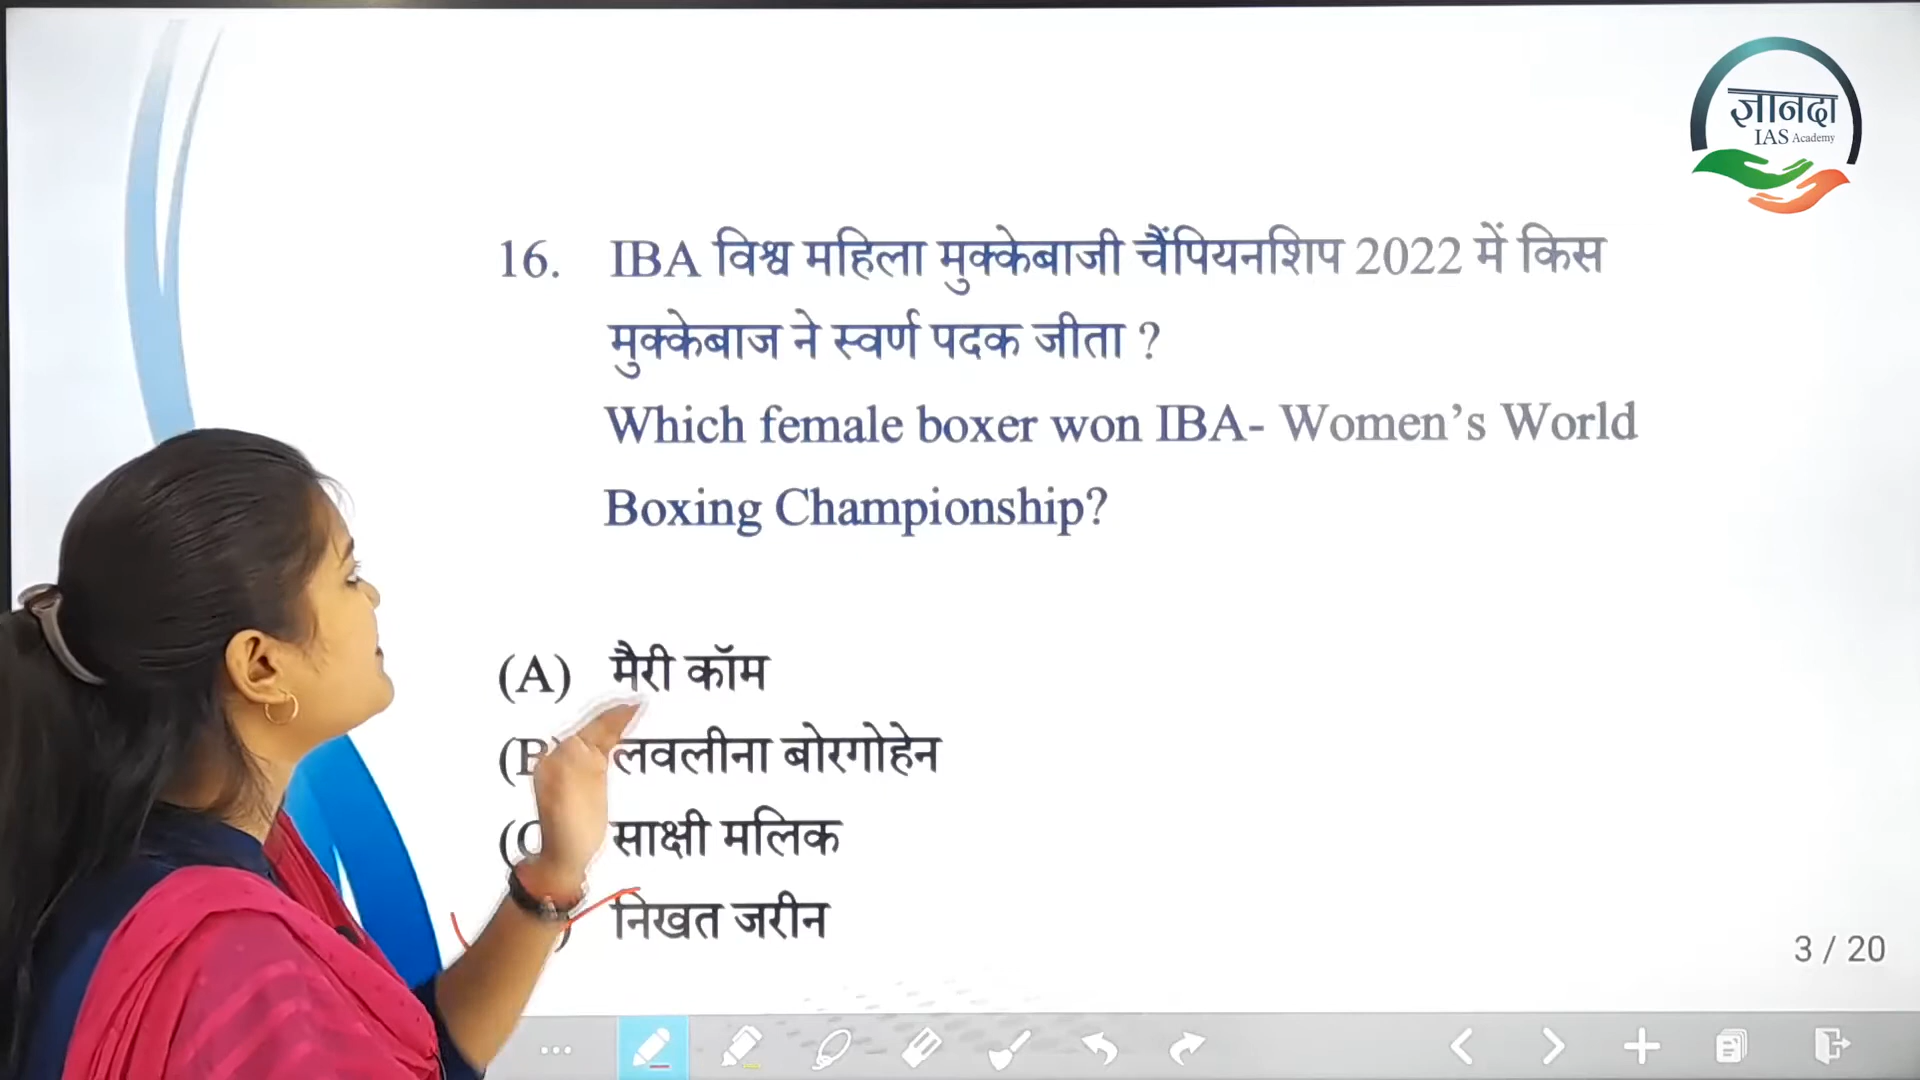 ज्ञानदा
IAS Academy
16. IBA विश्व महिला मुक्केबाजी चैंपियनशिप 2022 में किस
मुक्केबाज ने स्वर्ण पदक जीता ?
Which female boxer won IBA- Women’s World
Boxing Championship?
(A) मैरी कॉम
(B) लवलीना बोरगोहेन
(C साक्षी मलिक
) निखत जरीन
3 / 20